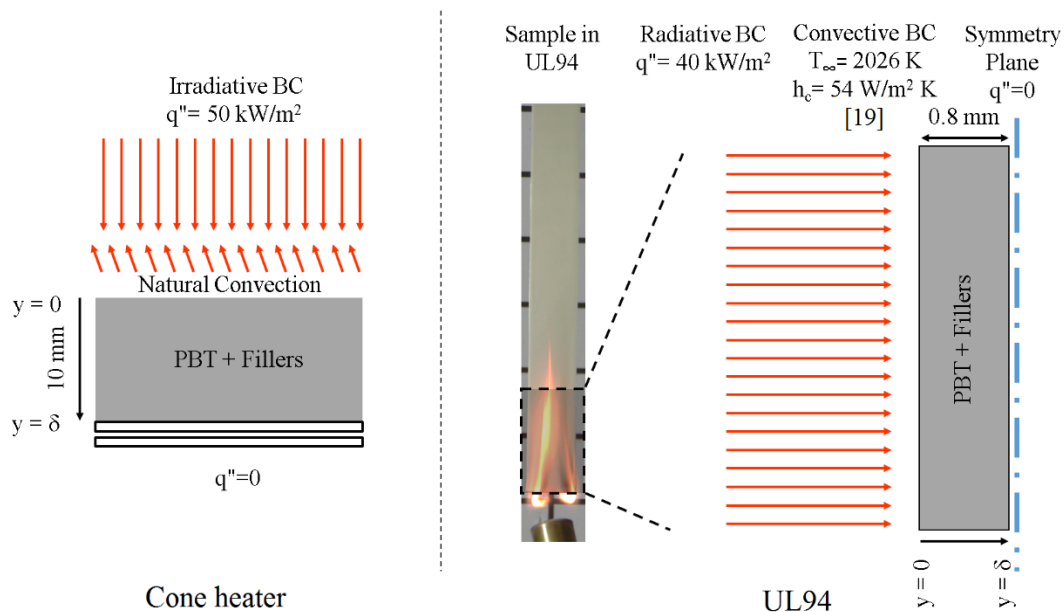 Irradiative BC
q"= 50 kW/m²
Natural Convection
y = 0
10 mm
PBT + Fillers
y = δ
q"=0
Cone heater
Sample in
UL94
Radiative BC
q"= 40 kW/m²
Convective BC
T∞= 2026 K
h_c= 54 W/m² K
[19]
Symmetry
Plane
q"=0
0.8 mm
PBT + Fillers
y = 0
y = δ
UL94